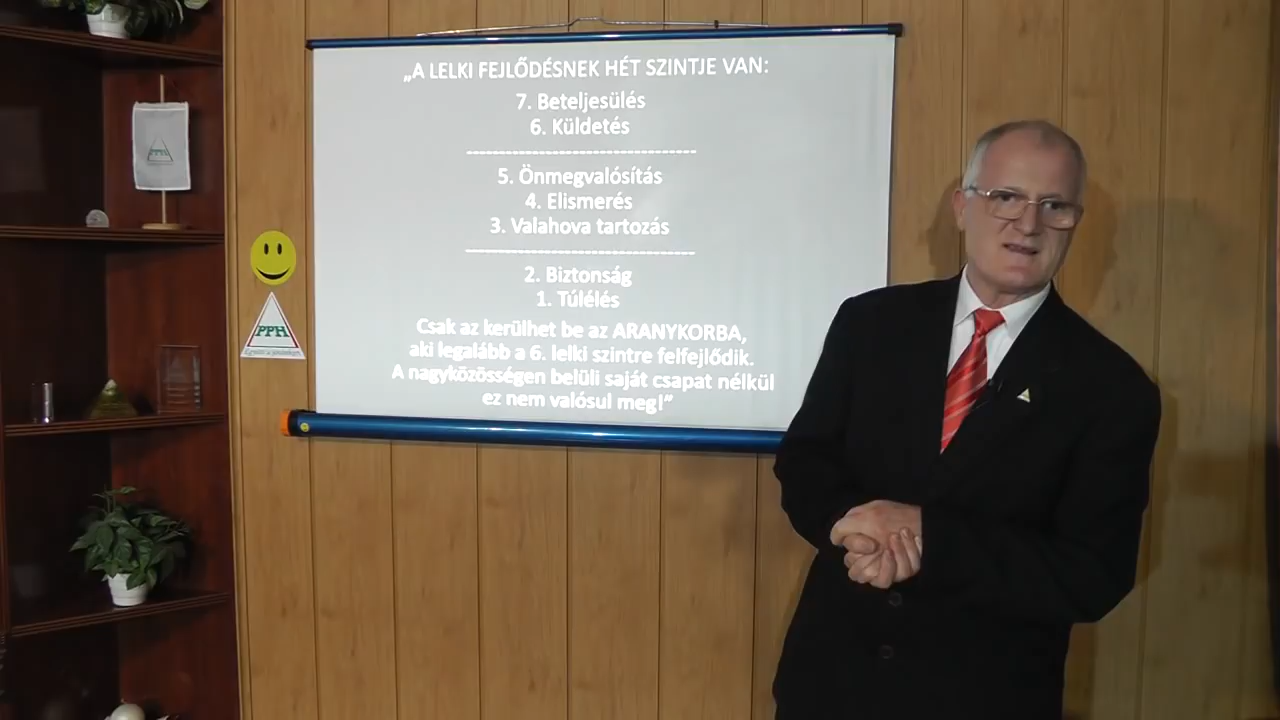 „A LELKI FEJLŐDÉSNEK HÉT SZINTJE VAN:
7. Beteljesülés
6. Küldetés
5. Önmegvalósítás
4. Elismerés
3. Valahova tartozás
2. Biztonság
1. Túlélés
Csak az kerülhet be az ARANYKORBA,
aki legalább a 6. lelki szintre felfejlődik.
A nagyközösségen belüli saját csapat nélkül
ez nem valósul meg!”
PPH
PPH